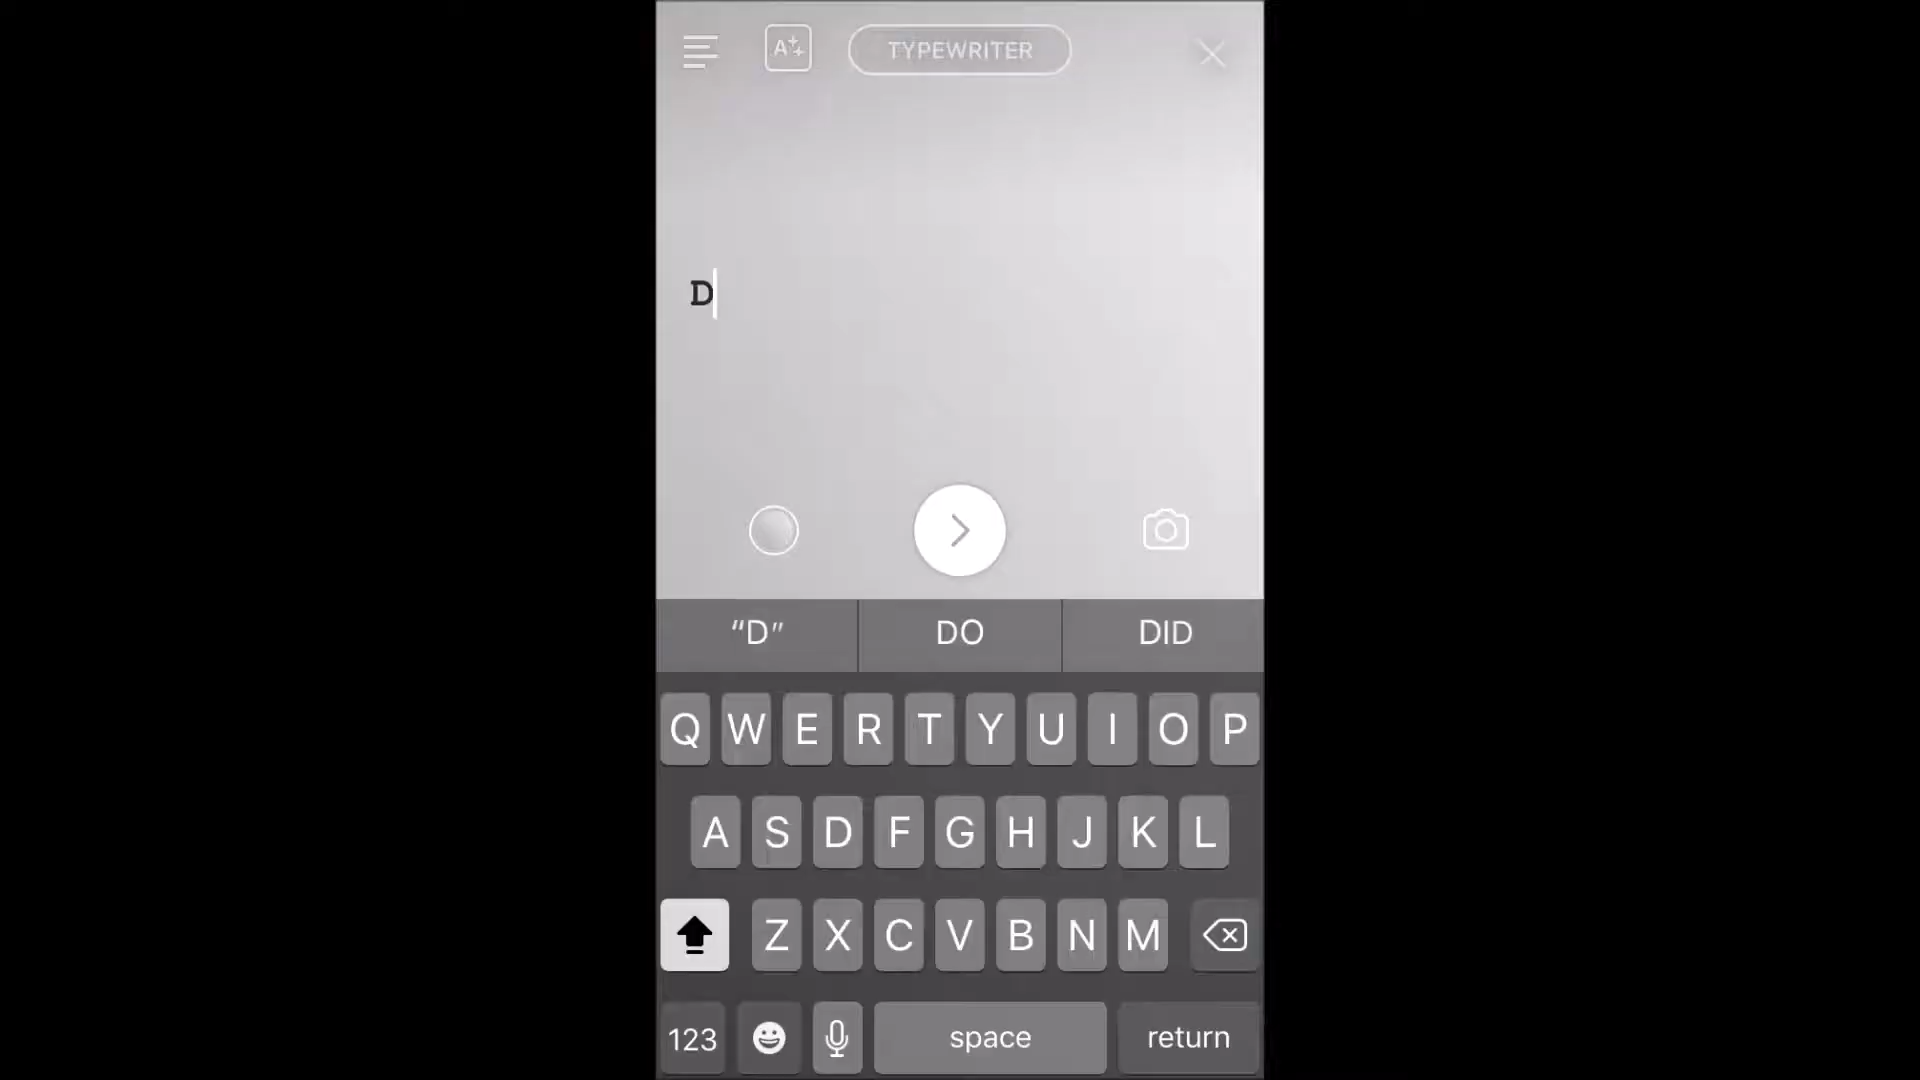 A TYPEWRITER
D
“D” DO DID
Q W E R T Y U I O P
A S D F G H J K L
Z X C V B N M
123 space return